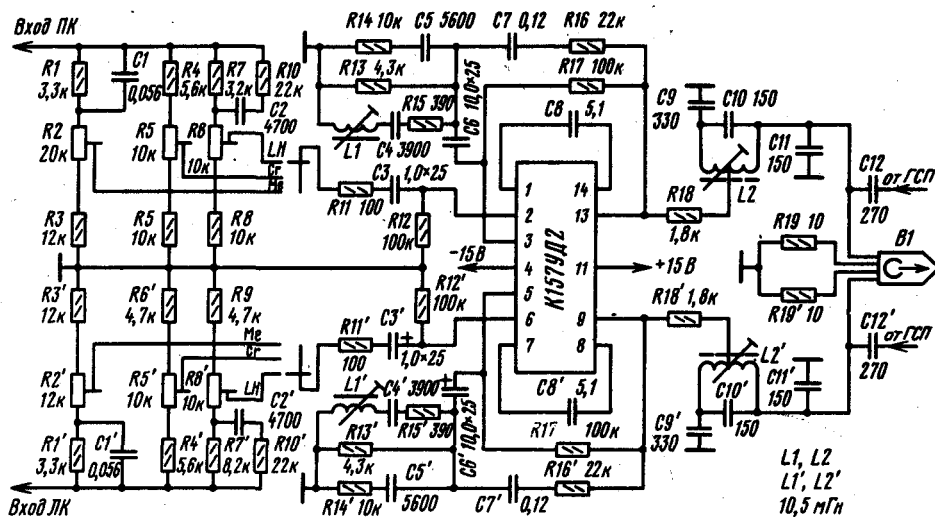 Вход ПК
R1
3,3к
C1
0,056
R4
5,6к
R7
3,2к
R10
22к
C2
4700
R2
20к
R5
10к
R8
10к
LH
Cr
Me
R3
12к
R5
10к
R8
10к
R14 10к
C5 5600
R13 4,3к
R15 390
L1
C4 3900
C6 10,0×25
C3
1,0×25
R11 100
R12
100к
C7 0,12
R16 22к
R17 100к
C8 5,1
1
2
3
4
5
6
7
14
13
11
9
8
К157УД2
-15В
+15В
R18
1,8к
C9
330
C10 150
C11
150
L2
C12
270
от ГСП
R19 10
R19' 10
В1
R3'
12к
R6'
4,7к
R9
4,7к
Me
Cr
LH
R2'
12к
R5'
10к
R8'
10к
C2'
4700
R1'
3,3к
C1'
0,056
R4'
5,6к
R7'
8,2к
R10'
22к
Вход ЛК
R12'
100к
R11'
100
C3'
+
1,0×25
L1'
C4' 3900
R15' 390
+
C6' 10,0×25
R13'
4,3к
R14' 10к
C5'
5600
C8' 5,1
R17
100к
R16' 22к
C7' 0,12
R18' 1,8к
L2'
C9'
330
C10'
150
C11'
150
C12'
270
от ГСП
L1, L2
L1', L2'
10,5 мГн